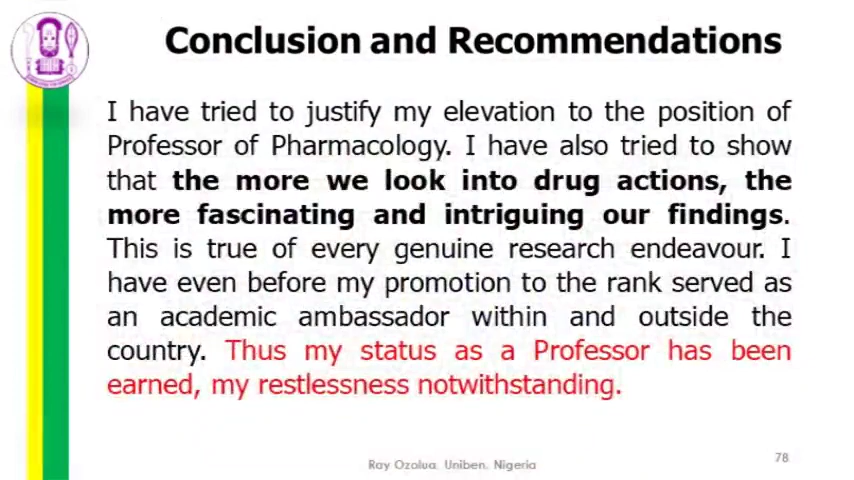 Conclusion and Recommendations
I have tried to justify my elevation to the position of
Professor of Pharmacology. I have also tried to show
that the more we look into drug actions, the
more fascinating and intriguing our findings.
This is true of every genuine research endeavour. I
have even before my promotion to the rank served as
an academic ambassador within and outside the
country. Thus my status as a Professor has been
earned, my restlessness notwithstanding.
Ray Ozolua, Uniben, Nigeria
78